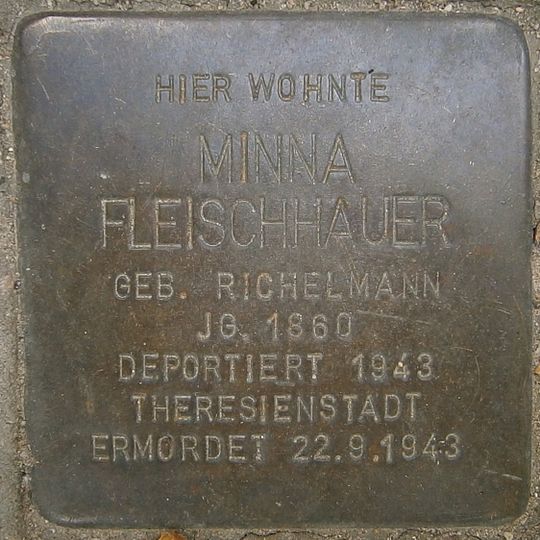 HIER WOHNTE
MINNA
FLEISCHHAUER
GEB. RICHELMANN
JG. 1860
DEPORTIERT 1943
THERESIENSTADT
ERMORDET 22.9.1943